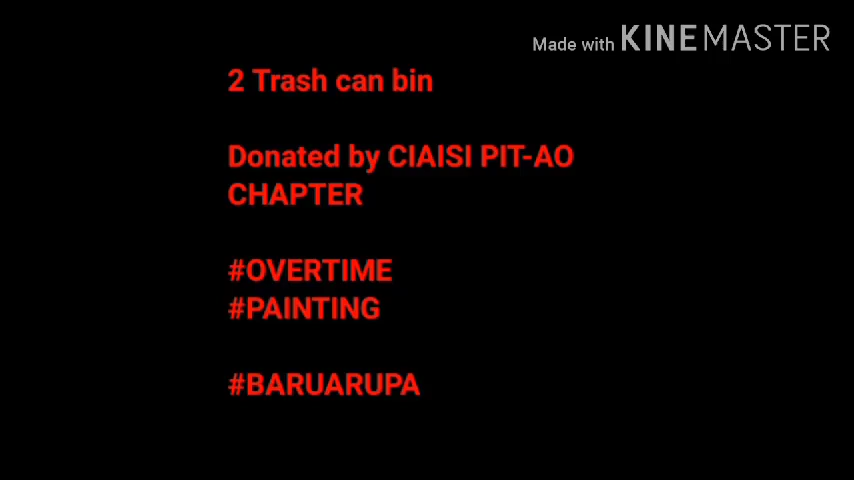 Made with KINEMASTER
2 Trash can bin
Donated by CIAISI PIT-AO
CHAPTER
#OVERTIME
#PAINTING
#BARUARUPA